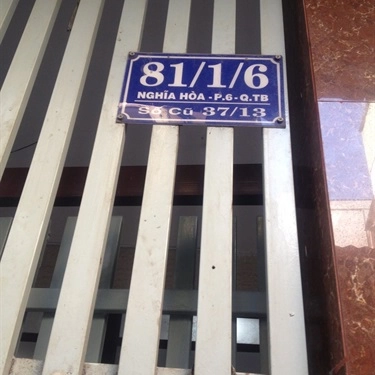 81/1/6
NGHĨA HÒA - P.6 - Q.TB
Số Cũ 37/13